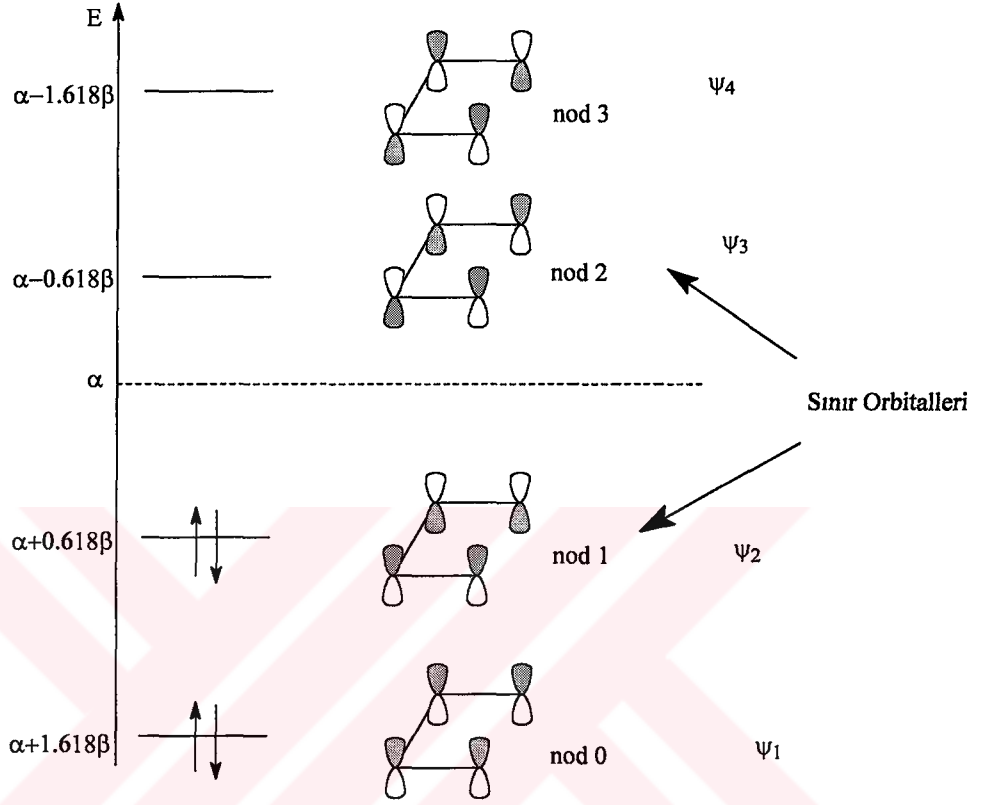 E
α−1.618β
nod 3
ψ4
α−0.618β
nod 2
ψ3
α
Sınır Orbitalleri
α+0.618β
nod 1
ψ2
α+1.618β
nod 0
ψ1